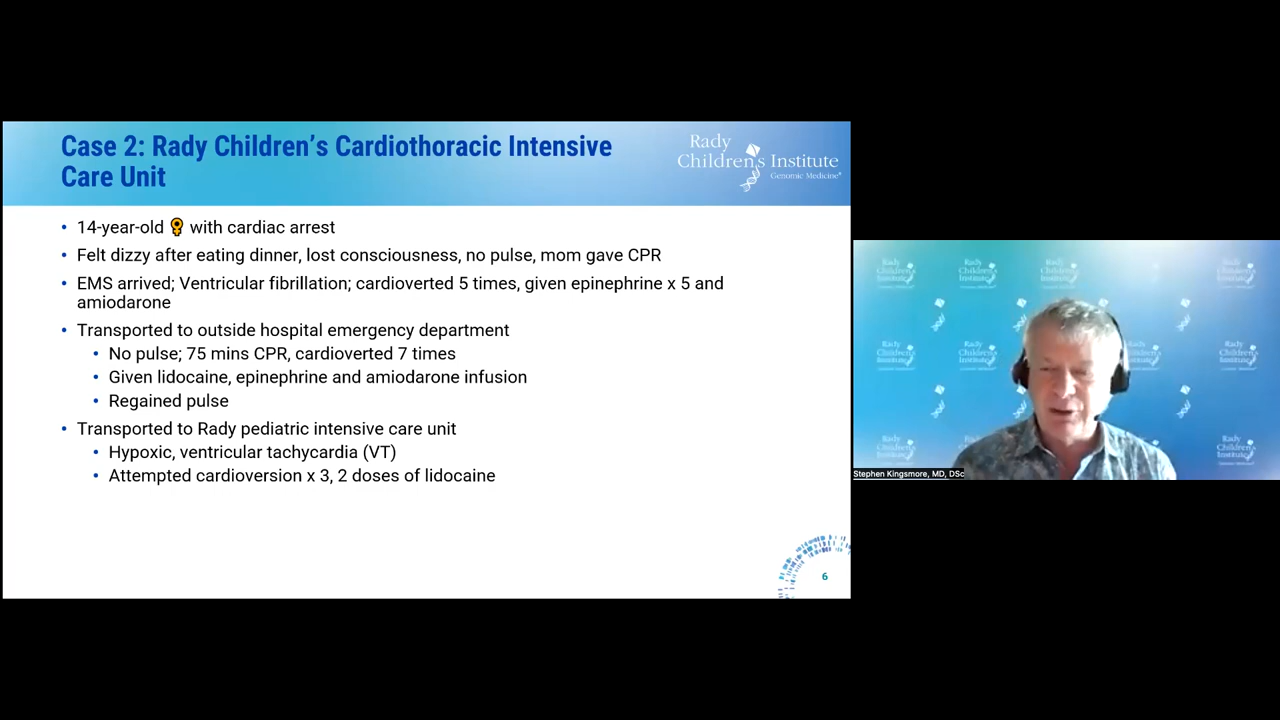 Case 2: Rady Children's Cardiothoracic Intensive
Care Unit
Rady
Children's Institute
Genomic Medicine®
• 14-year-old ♀ with cardiac arrest
• Felt dizzy after eating dinner, lost consciousness, no pulse, mom gave CPR
• EMS arrived; Ventricular fibrillation; cardioverted 5 times, given epinephrine x 5 and
amiodarone
• Transported to outside hospital emergency department
• No pulse; 75 mins CPR, cardioverted 7 times
• Given lidocaine, epinephrine and amiodarone infusion
• Regained pulse
• Transported to Rady pediatric intensive care unit
• Hypoxic, ventricular tachycardia (VT)
• Attempted cardioversion x 3, 2 doses of lidocaine
6
Stephen Kingsmore, MD, DSc